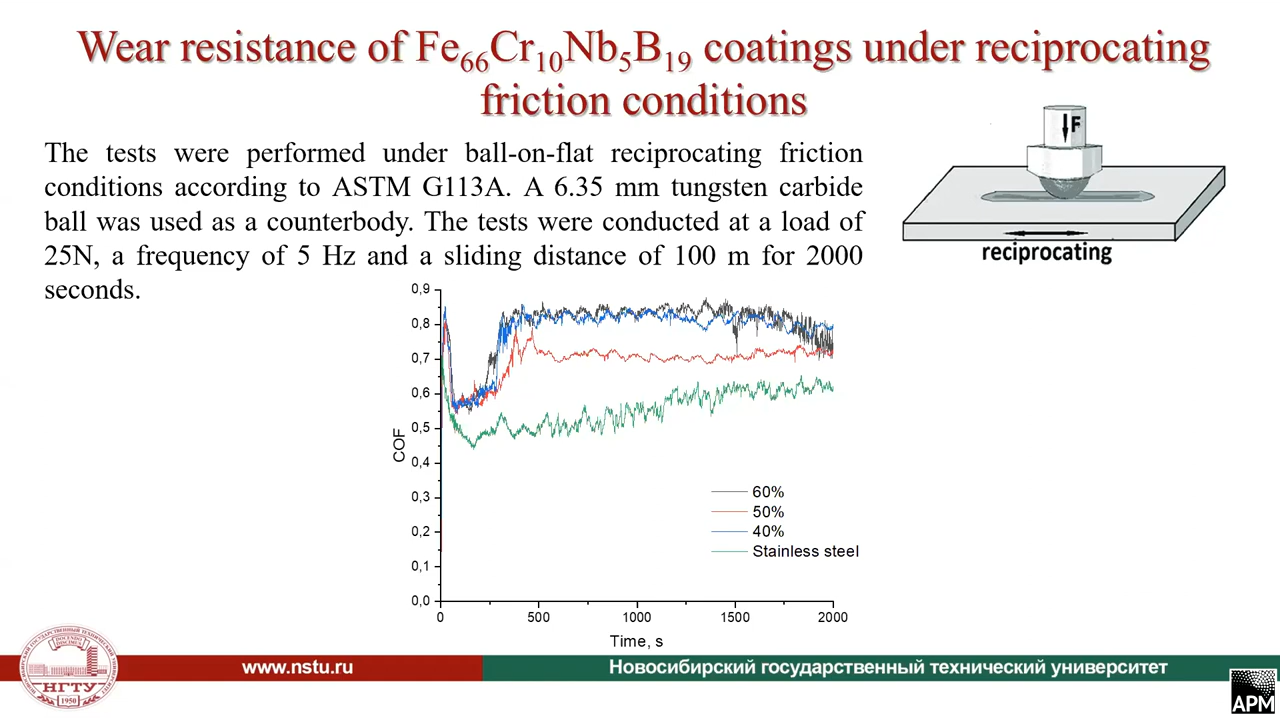 Wear resistance of Fe66Cr10Nb5B19 coatings under reciprocating
friction conditions
The tests were performed under ball-on-flat reciprocating friction
conditions according to ASTM G113A. A 6.35 mm tungsten carbide
ball was used as a counterbody. The tests were conducted at a load of
25N, a frequency of 5 Hz and a sliding distance of 100 m for 2000
seconds.
F
reciprocating
0,9
0,8
0,7
0,6
0,5
0,4
0,3
0,2
0,1
0,0
COF
60%
50%
40%
Stainless steel
0 500 1000 1500 2000
Time, s
НГТУ
1950
www.nstu.ru
Новосибирский государственный технический университет
APM